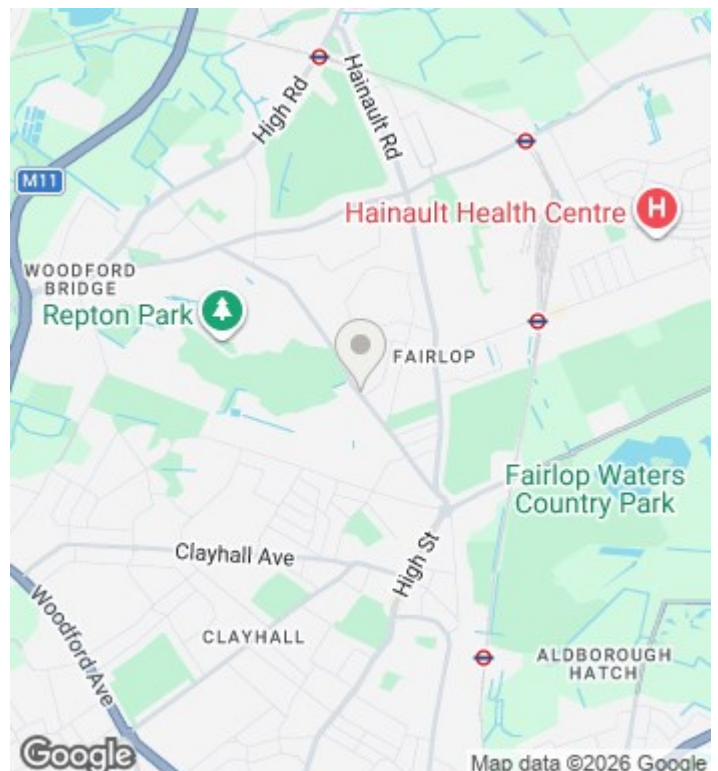 High Rd
Hainault Rd
M11
Hainault Health Centre
H
WOODFORD
BRIDGE
Repton Park
FAIRLOP
Fairlop Waters
Country Park
Clayhall Ave
High St
Woodford Ave
CLAYHALL
ALDBOROUGH
HATCH
Google
Map data ©2026 Google